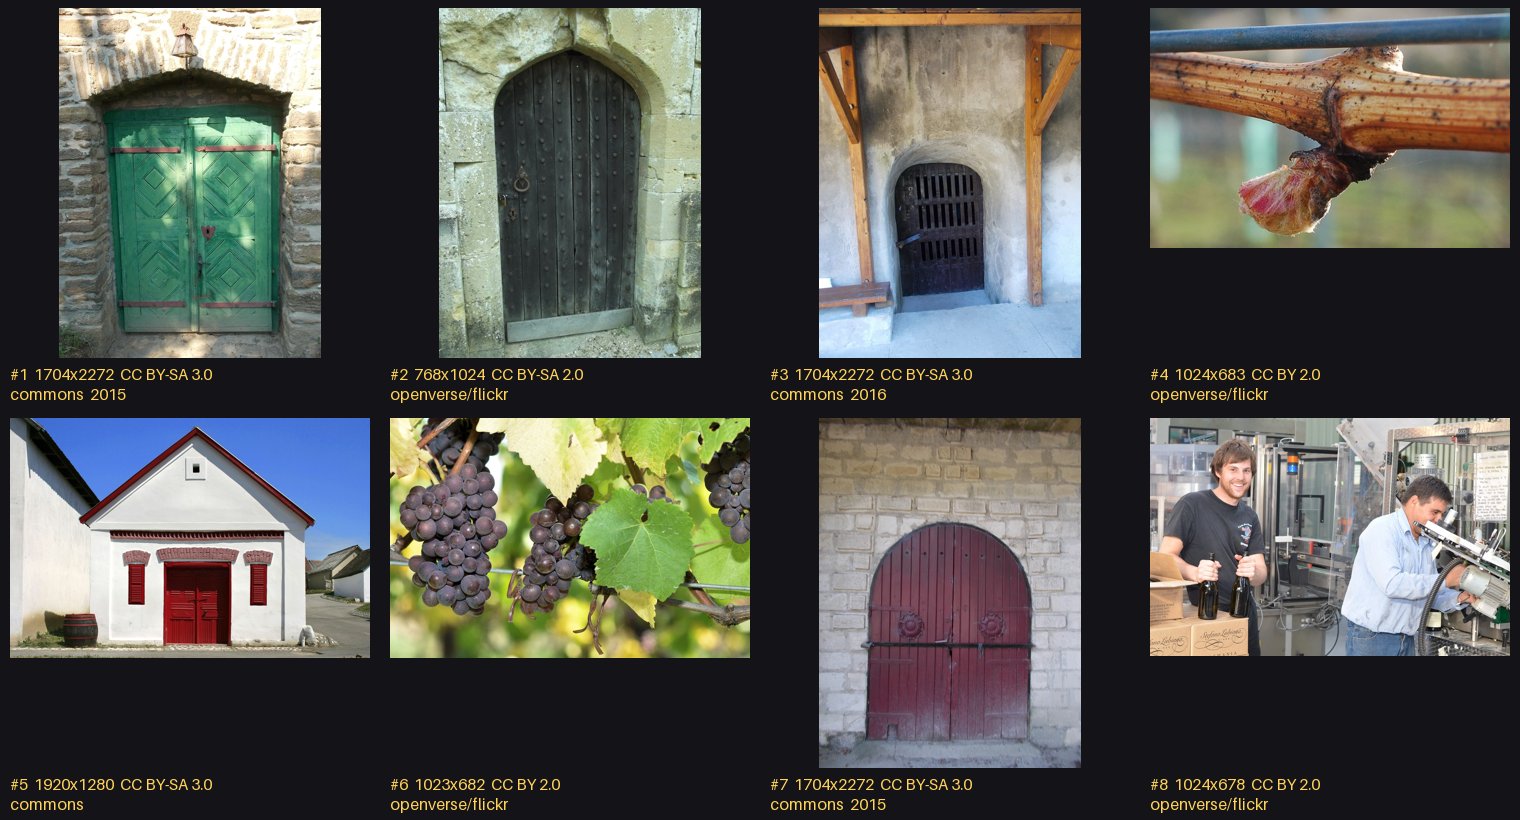 #1 1704x2272 CC BY-SA 3.0
commons 2015
#2 768x1024 CC BY-SA 2.0
openverse/flickr
#3 1704x2272 CC BY-SA 3.0
commons 2016
#4 1024x683 CC BY 2.0
openverse/flickr
#5 1920x1280 CC BY-SA 3.0
commons
#6 1023x682 CC BY 2.0
openverse/flickr
#7 1704x2272 CC BY-SA 3.0
commons 2015
#8 1024x678 CC BY 2.0
openverse/flickr